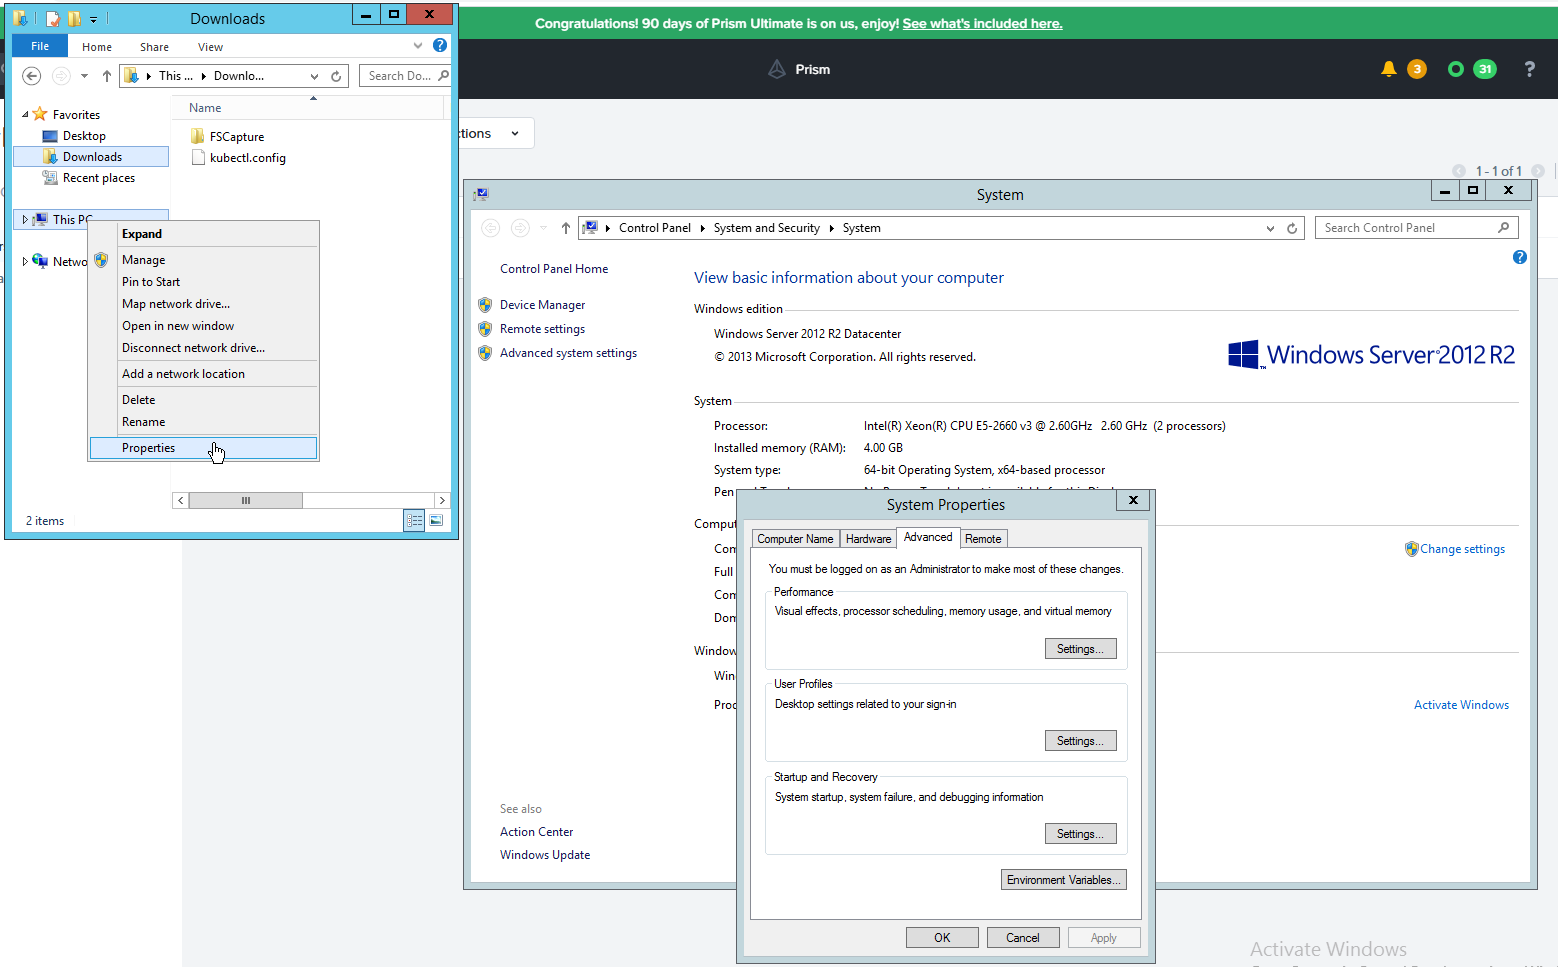 Congratulations! 90 days of Prism Ultimate is on us, enjoy! See what's included here.
Prism
3
31
?
ctions
1 - 1 of 1
Downloads
File
Home
Share
View
This ...
Downlo...
Search Do...
Name
Favorites
Desktop
Downloads
Recent places
This PC
Netwo
FSCapture
kubectl.config
Expand
Manage
Pin to Start
Map network drive...
Open in new window
Disconnect network drive...
Add a network location
Delete
Rename
Properties
2 items
System
Control Panel
System and Security
System
Search Control Panel
Control Panel Home
Device Manager
Remote settings
Advanced system settings
View basic information about your computer
Windows edition
Windows Server 2012 R2 Datacenter
© 2013 Microsoft Corporation. All rights reserved.
Windows Server 2012 R2
System
Processor: Intel(R) Xeon(R) CPU E5-2660 v3 @ 2.60GHz 2.60 GHz (2 processors)
Installed memory (RAM): 4.00 GB
System type: 64-bit Operating System, x64-based processor
Pen
Comput
Com
Full
Com
Dom
Window
Win
Proc
Change settings
Activate Windows
See also
Action Center
Windows Update
System Properties
Computer Name
Hardware
Advanced
Remote
You must be logged on as an Administrator to make most of these changes.
Performance
Visual effects, processor scheduling, memory usage, and virtual memory
Settings...
User Profiles
Desktop settings related to your sign-in
Settings...
Startup and Recovery
System startup, system failure, and debugging information
Settings...
Environment Variables...
OK
Cancel
Apply
Activate Windows